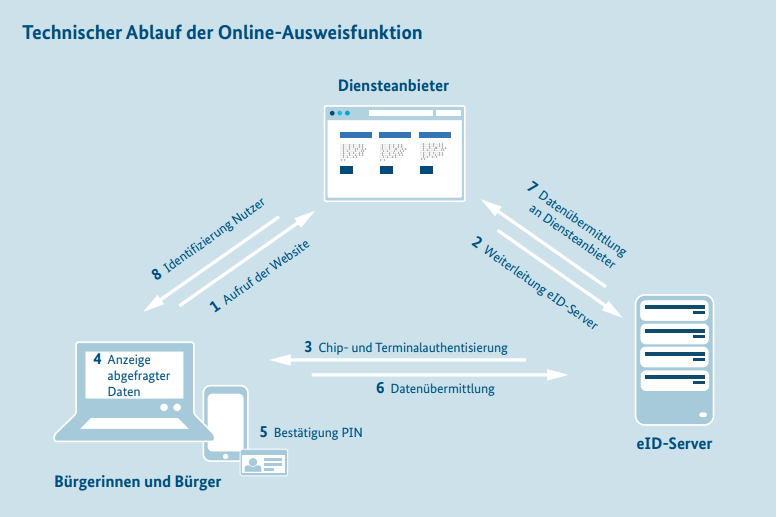 Technischer Ablauf der Online-Ausweisfunktion
Diensteanbieter
8 Identifizierung Nutzer
1 Aufruf der Website
7 Datenübermittlung
an Diensteanbieter
2 Weiterleitung eID-Server
3 Chip- und Terminalauthentisierung
6 Datenübermittlung
4 Anzeige
abgefragter
Daten
5 Bestätigung PIN
eID-Server
Bürgerinnen und Bürger